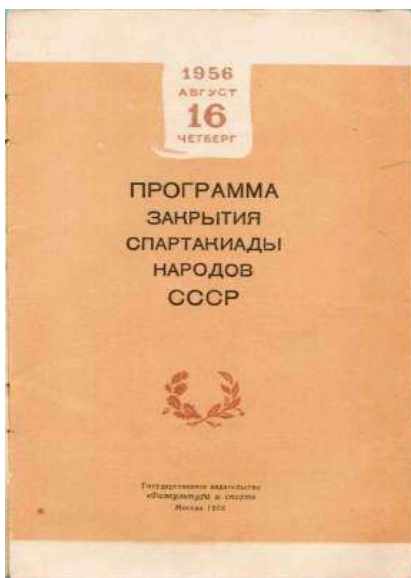 1956
АВГУСТ
16
ЧЕТВЕРГ
ПРОГРАММА
ЗАКРЫТИЯ
СПАРТАКИАДЫ
НАРОДОВ
СССР
Государственное издательство
«Физкультура и спорт»
Москва 1956